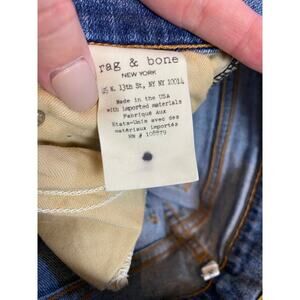 rag & bone
NEW YORK
425 W. 13th St, NY NY 10014
Made in the USA
with imported materials
Fabriqué Aux
Etats-Unis avec des
matériaux importés
RN # 108879